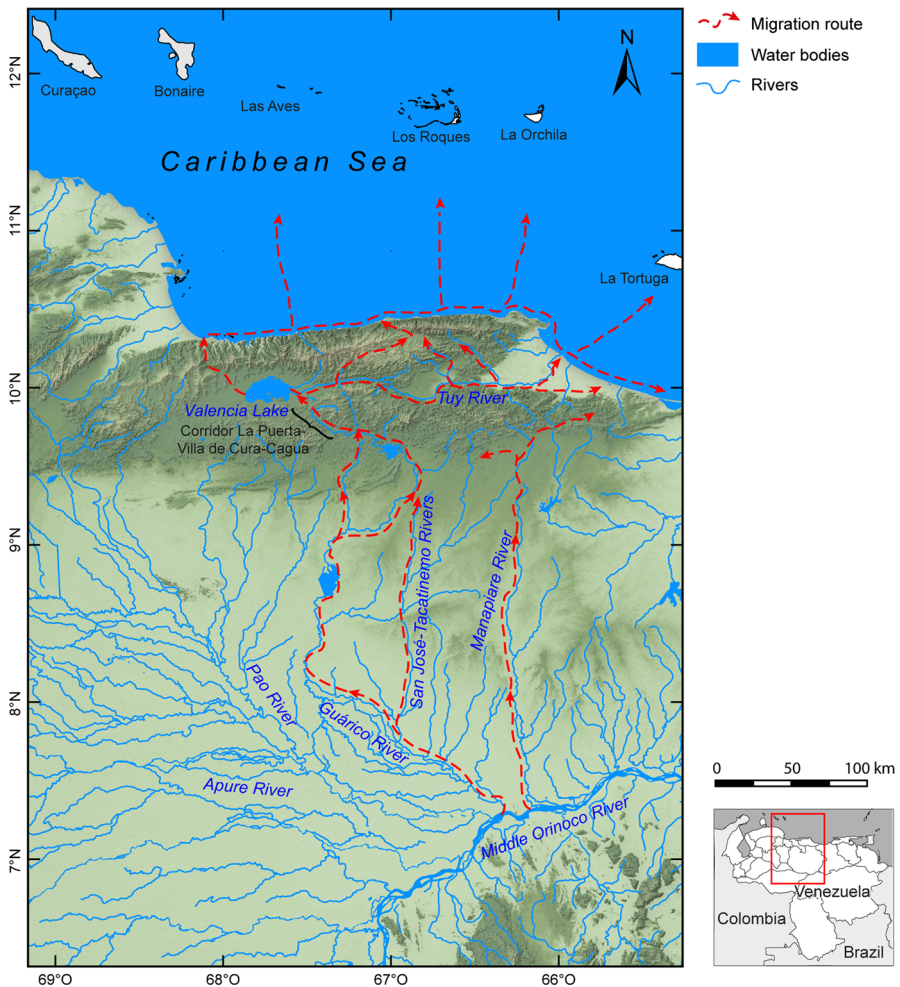 Migration route
Water bodies
Rivers
N
12°N
11°N
10°N
9°N
8°N
7°N
Curaçao
Bonaire
Las Aves
Los Roques
La Orchila
Caribbean Sea
La Tortuga
Valencia Lake
Corridor La Puerta-
Villa de Cura-Cagua
Tuy River
San José-Tacatinemo Rivers
Manapiare River
Pao River
Guárico River
Apure River
Middle Orinoco River
69°O
68°O
67°O
66°O
0 50 100 km
Venezuela
Colombia
Brazil